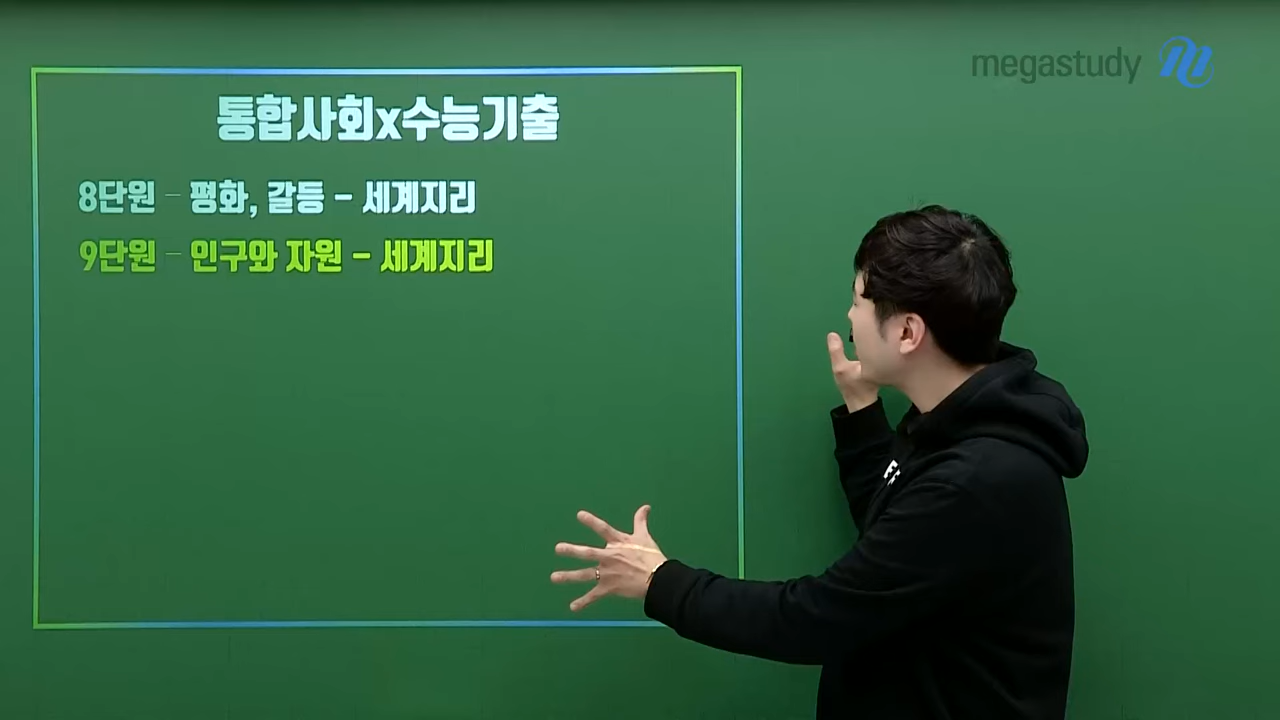 megastudy
통합사회x수능기출
8단원 - 평화, 갈등 - 세계지리
9단원 - 인구와 자원 - 세계지리